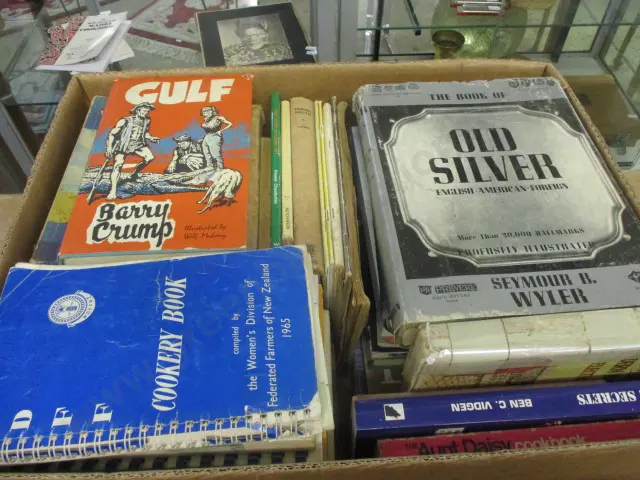 GULF
Barry Crump
Illustrated by
Will Mahony
THE BOOK OF
OLD SILVER
ENGLISH · AMERICAN · FOREIGN
More Than 20,000 HALLMARKS
PROFUSELY ILLUSTRATED
SEYMOUR B.
WYLER
D F F
COOKERY BOOK
compiled by
the Women's Division of
Federated Farmers of New Zealand
1965
SECRETS
BEN C. VIDGEN
THE Aunt Daisy cookbook